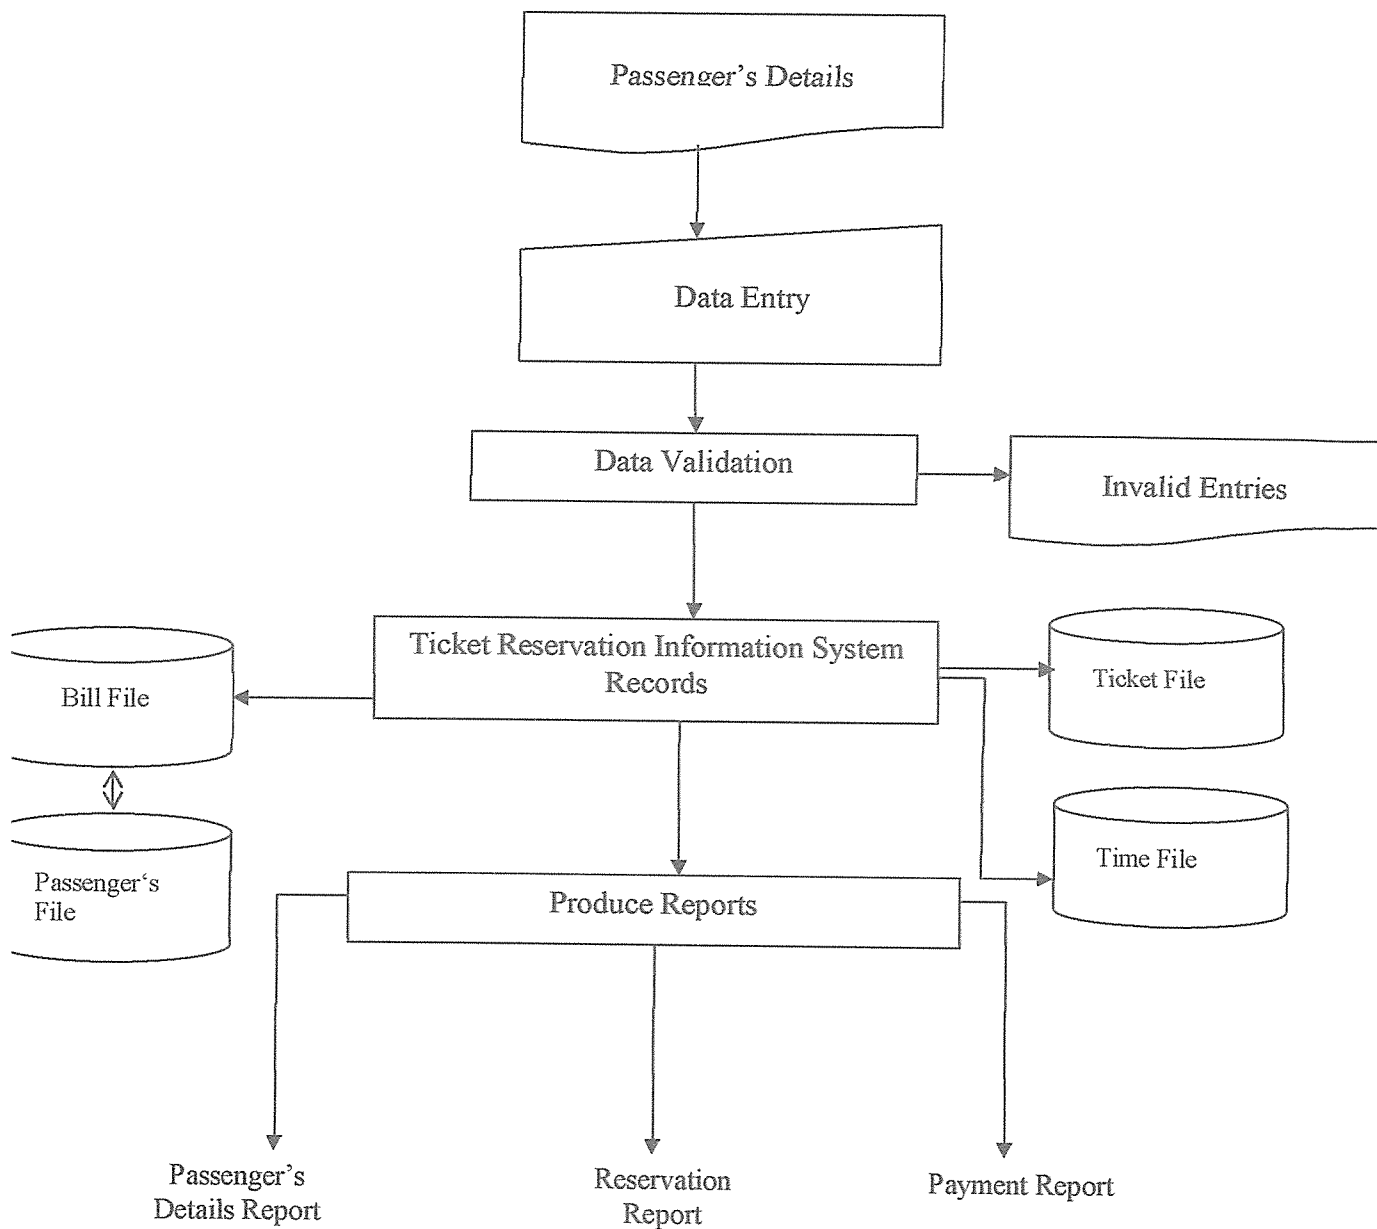 Passenger's Details
Data Entry
Data Validation
Invalid Entries
Ticket Reservation Information System
Records
Bill File
Ticket File
Passenger‘s
File
Time File
Produce Reports
Passenger's
Details Report
Reservation
Report
Payment Report